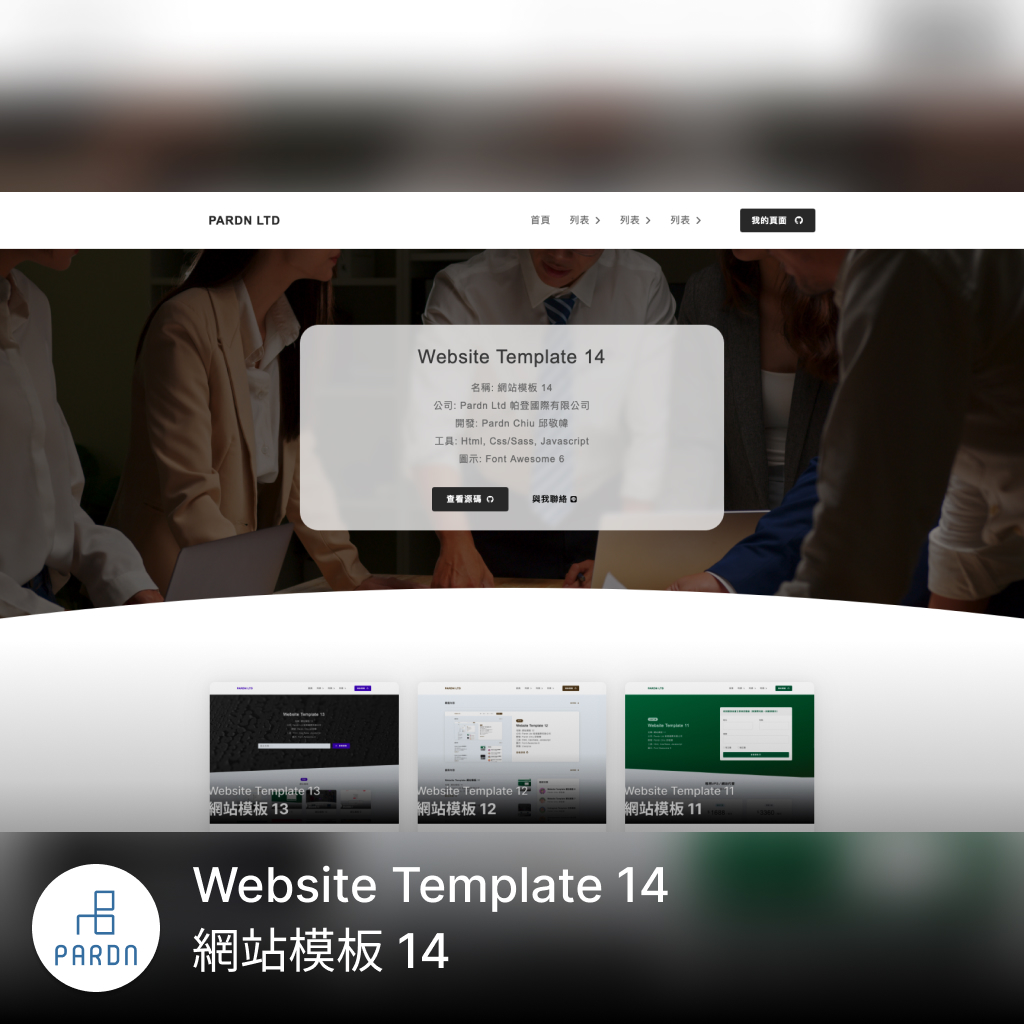 PARDN LTD
首頁 列表 列表 列表 我的頁面
Website Template 14
名稱: 網站模板 14
公司: Pardn Ltd 帕登國際有限公司
開發: Pardn Chiu 邱敬幃
工具: Html, Css/Sass, Javascript
圖示: Font Awesome 6
查看源碼 與我聯絡
Website Template 13
網站模板 13
Website Template 12
網站模板 12
Website Template 11
網站模板 11
PARDN
Website Template 14
網站模板 14